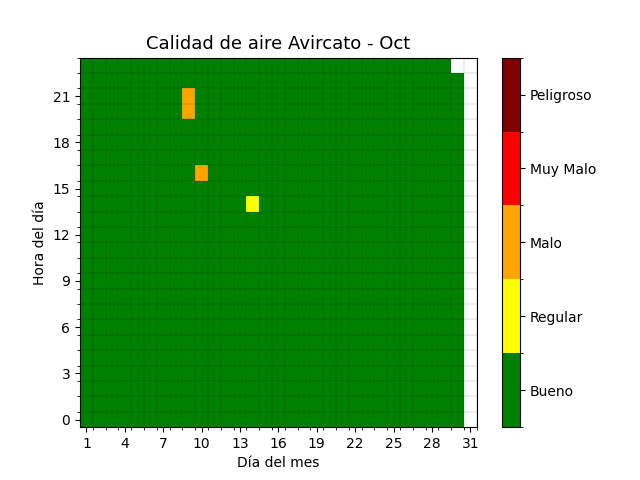 Calidad de aire Avircato - Oct
Hora del día
21
18
15
12
9
6
3
0
1 4 7 10 13 16 19 22 25 28 31
Día del mes
Peligroso
Muy Malo
Malo
Regular
Bueno